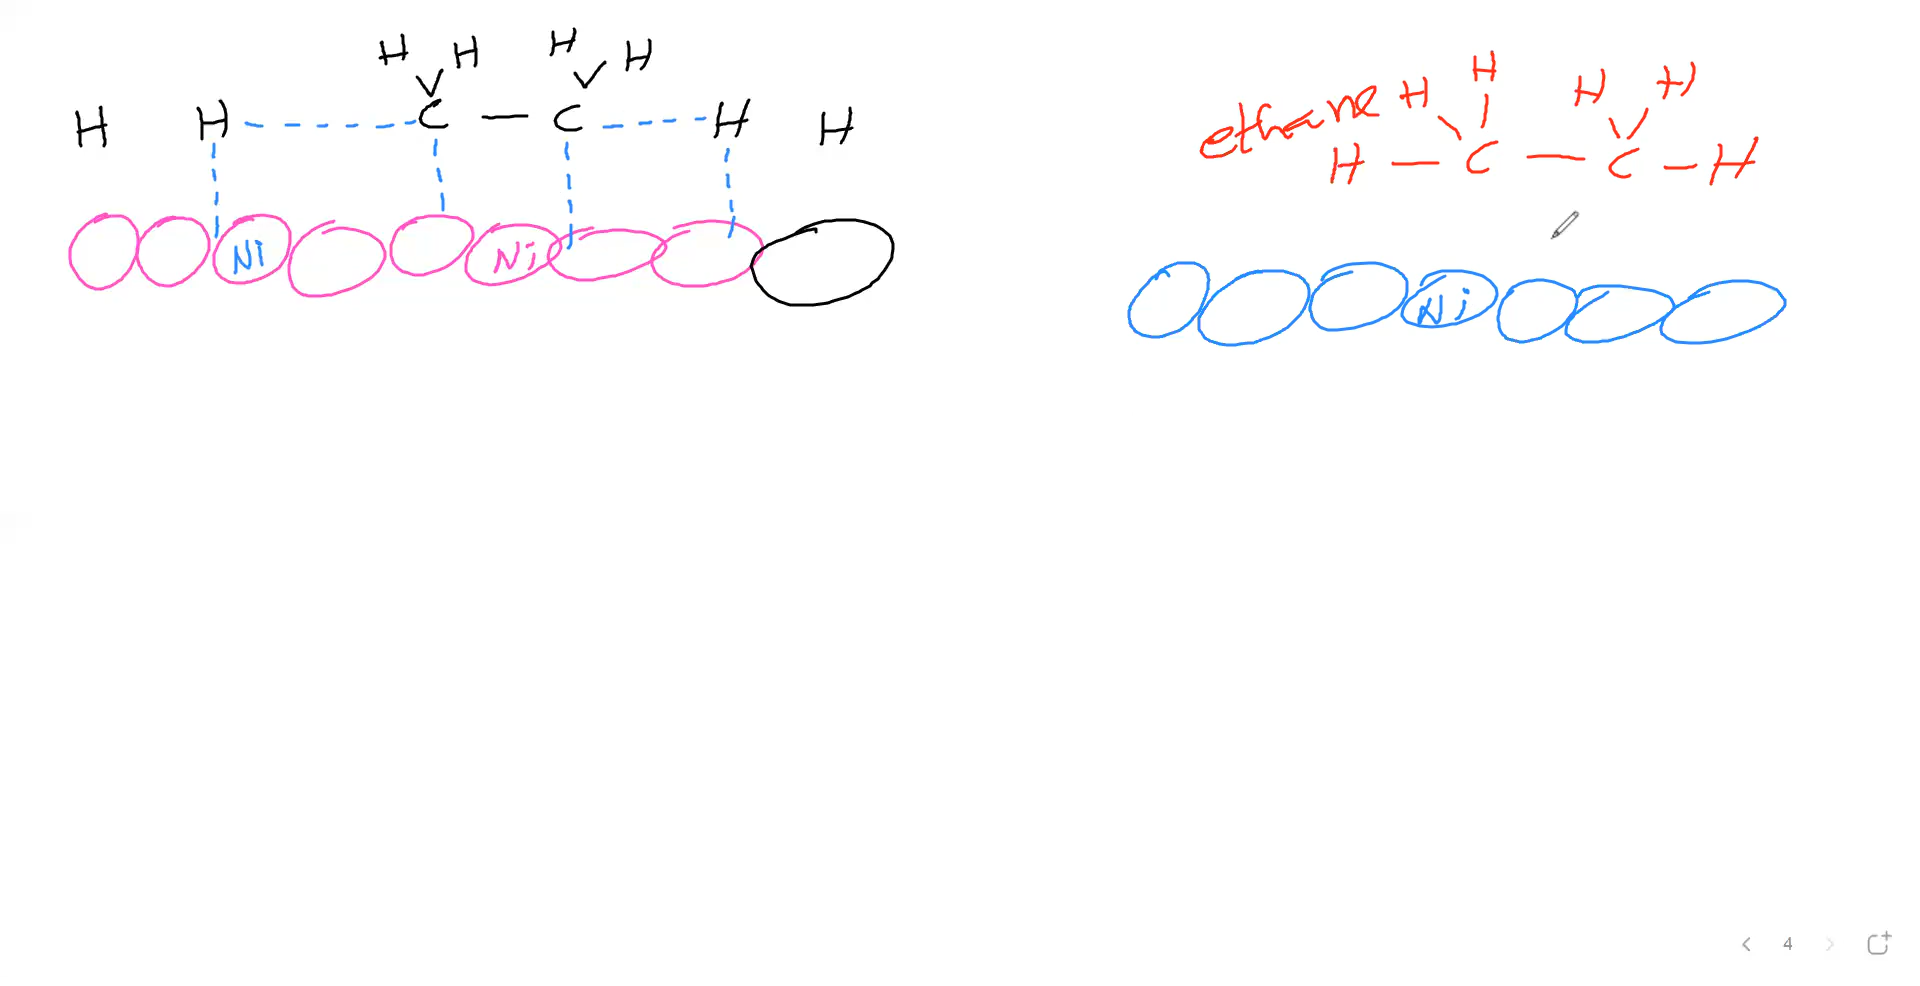 H H H H
H H - - - - - - C — C - - - - H H
Ni Ni
H H H H
ethane
H — C — C — H
Ni
4